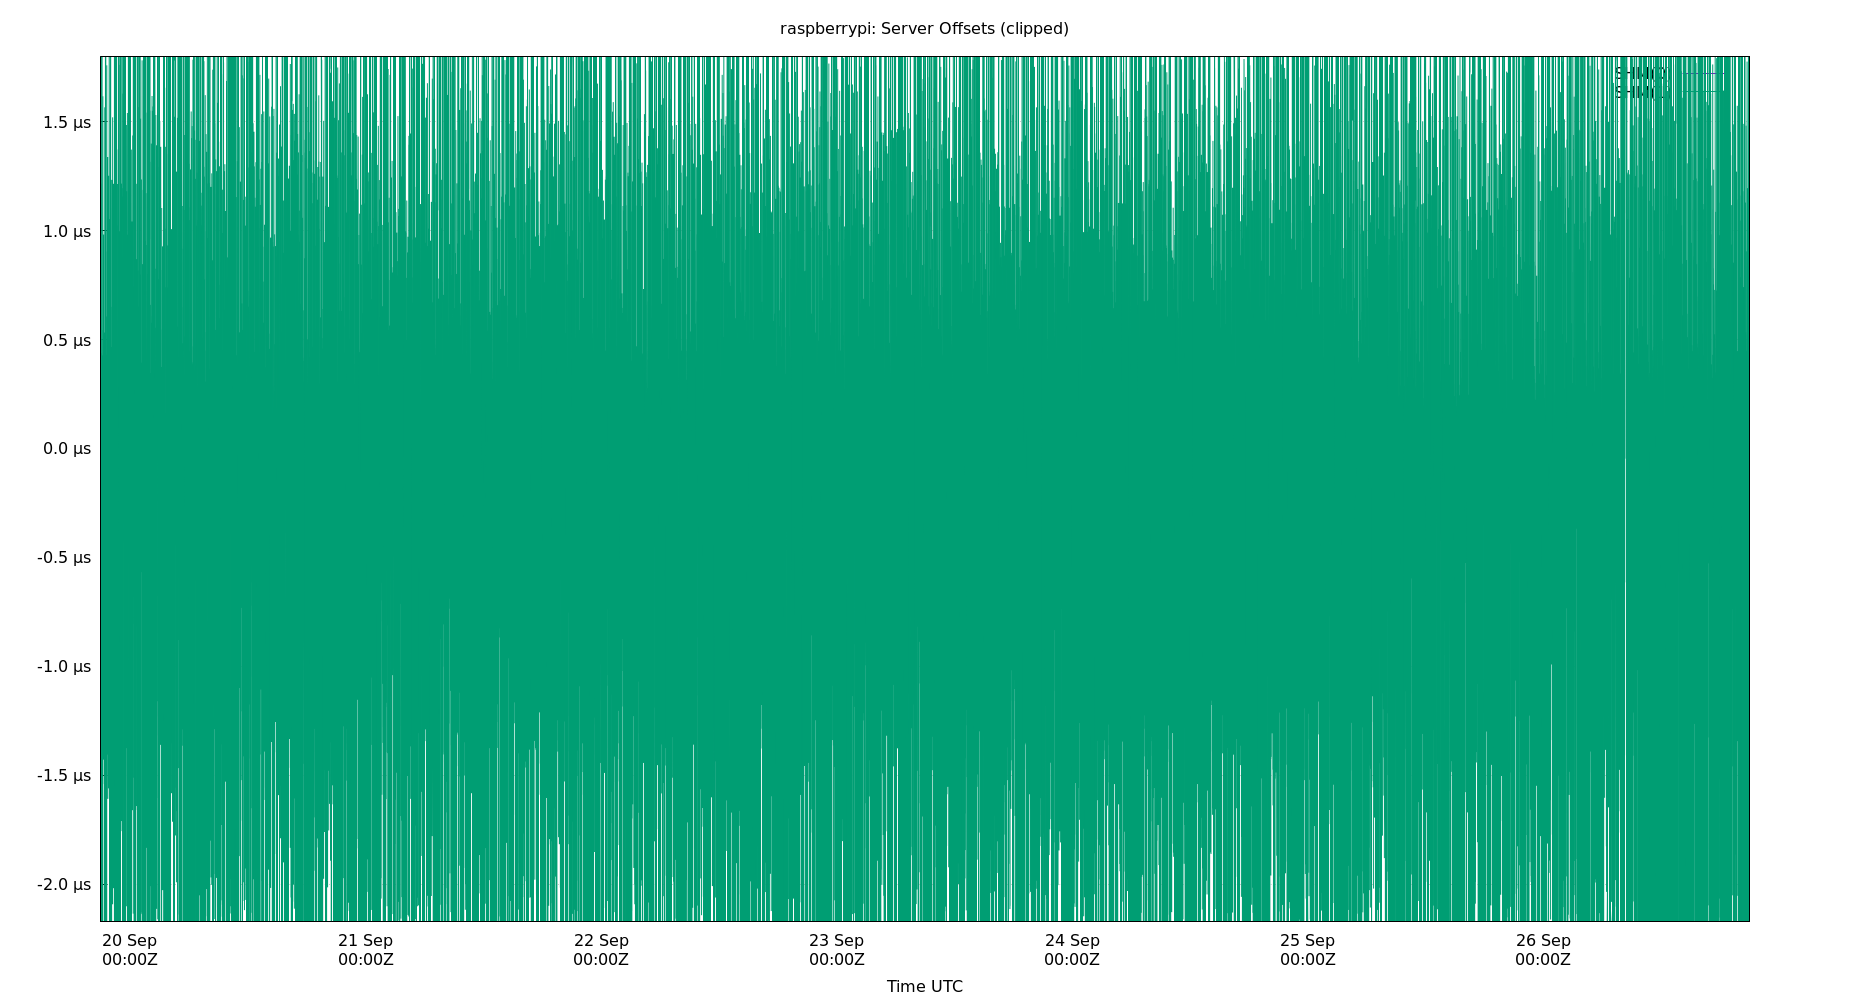 raspberrypi: Server Offsets (clipped)
1.5 µs
1.0 µs
0.5 µs
0.0 µs
-0.5 µs
-1.0 µs
-1.5 µs
-2.0 µs
20 Sep
00:00Z
21 Sep
00:00Z
22 Sep
00:00Z
23 Sep
00:00Z
24 Sep
00:00Z
25 Sep
00:00Z
26 Sep
00:00Z
Time UTC